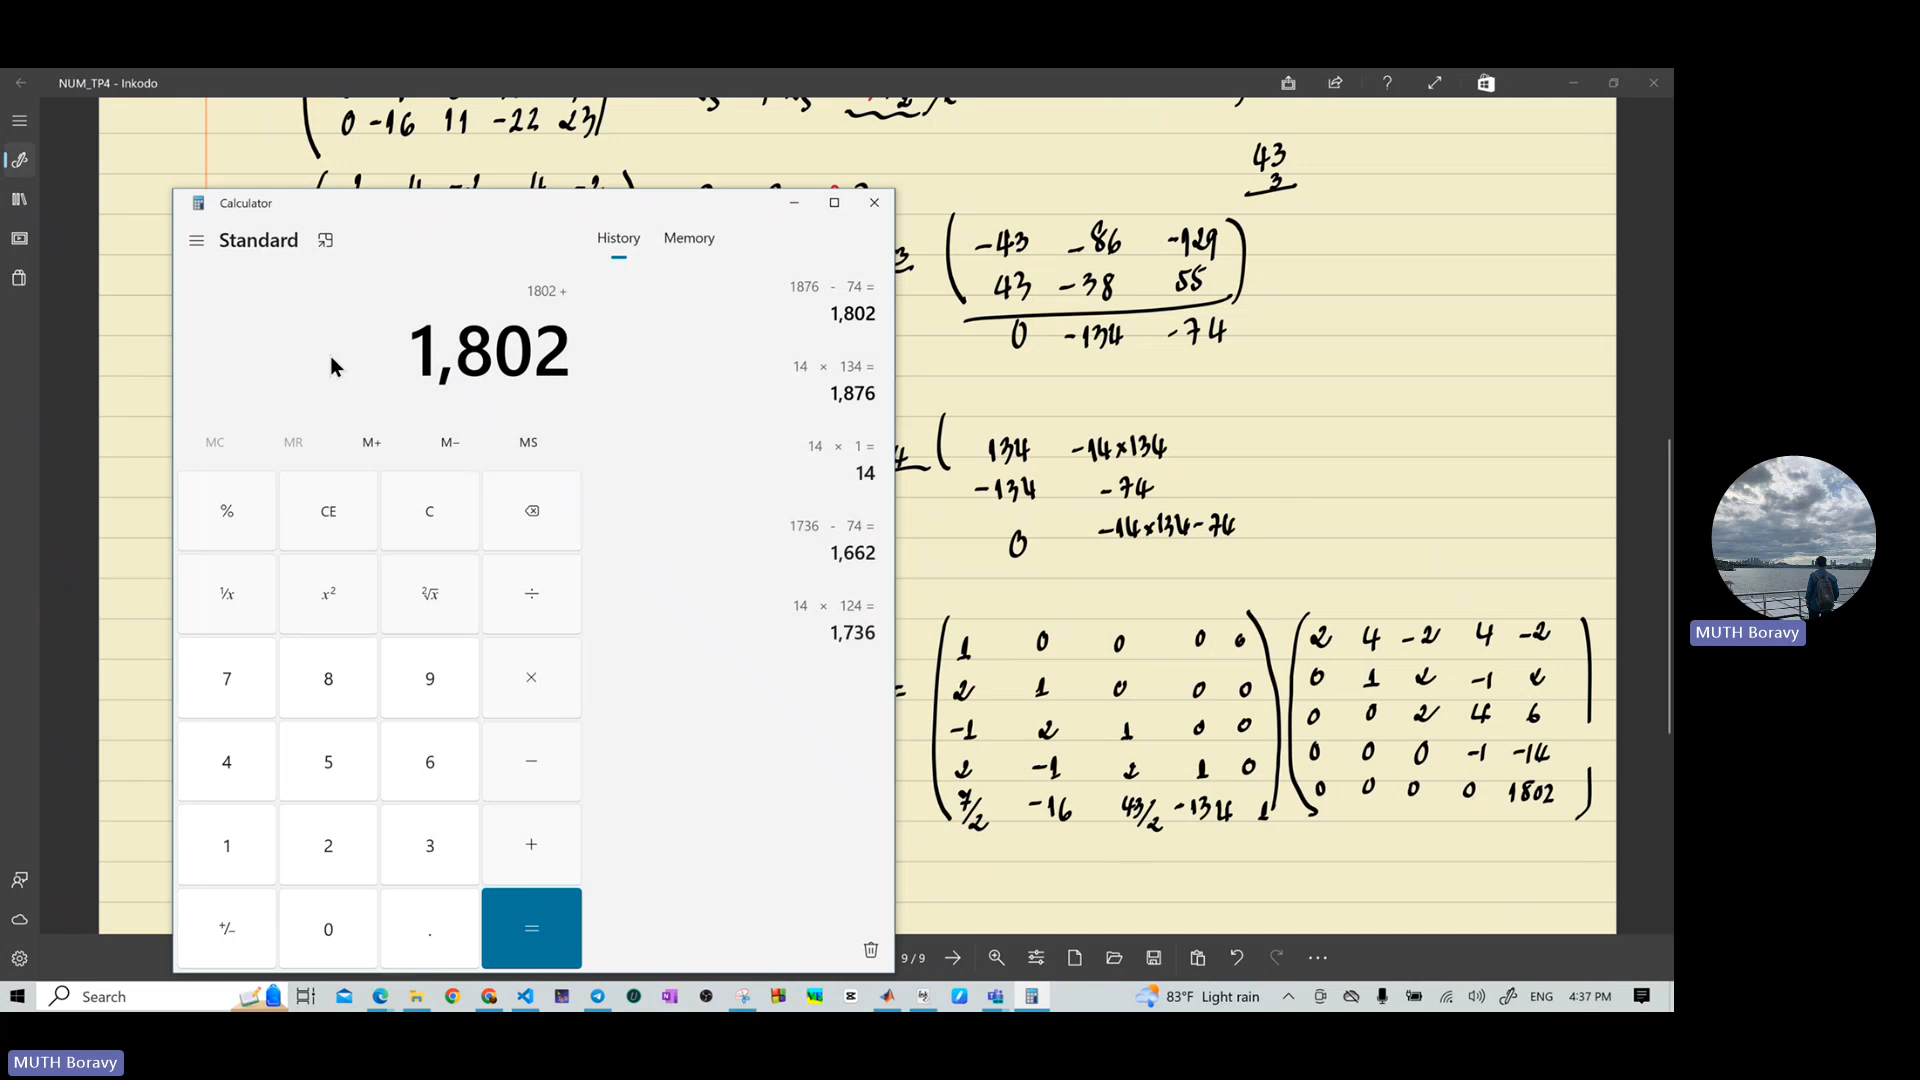 NUM_TP4 - Inkodo
0 -16 11 -22 23
43
3
Calculator
Standard
History Memory
1802 +
1,802
1876 - 74 =
1,802
14 × 134 =
1,876
14 × 1 =
14
1736 - 74 =
1,662
14 × 124 =
1,736
MC MR M+ M− MS
% CE C
¹/x x² ²√x ÷
7 8 9 ×
4 5 6 −
1 2 3 +
+/− 0 . =
-43 -86 -129
43 -38 55
0 -134 -74
134 -14×134
-134 -74
0 -14×134-74
=
1 0 0 0 0
2 1 0 0 0
-1 2 1 0 0
2 -1 2 1 0
7/2 -16 43/2 -134 1
2 4 -2 4 -2
0 1 2 -1 2
0 0 2 4 6
0 0 0 -1 -14
0 0 0 0 1802
9 / 9
Search
83°F Light rain
ENG 4:37 PM
MUTH Boravy
MUTH Boravy